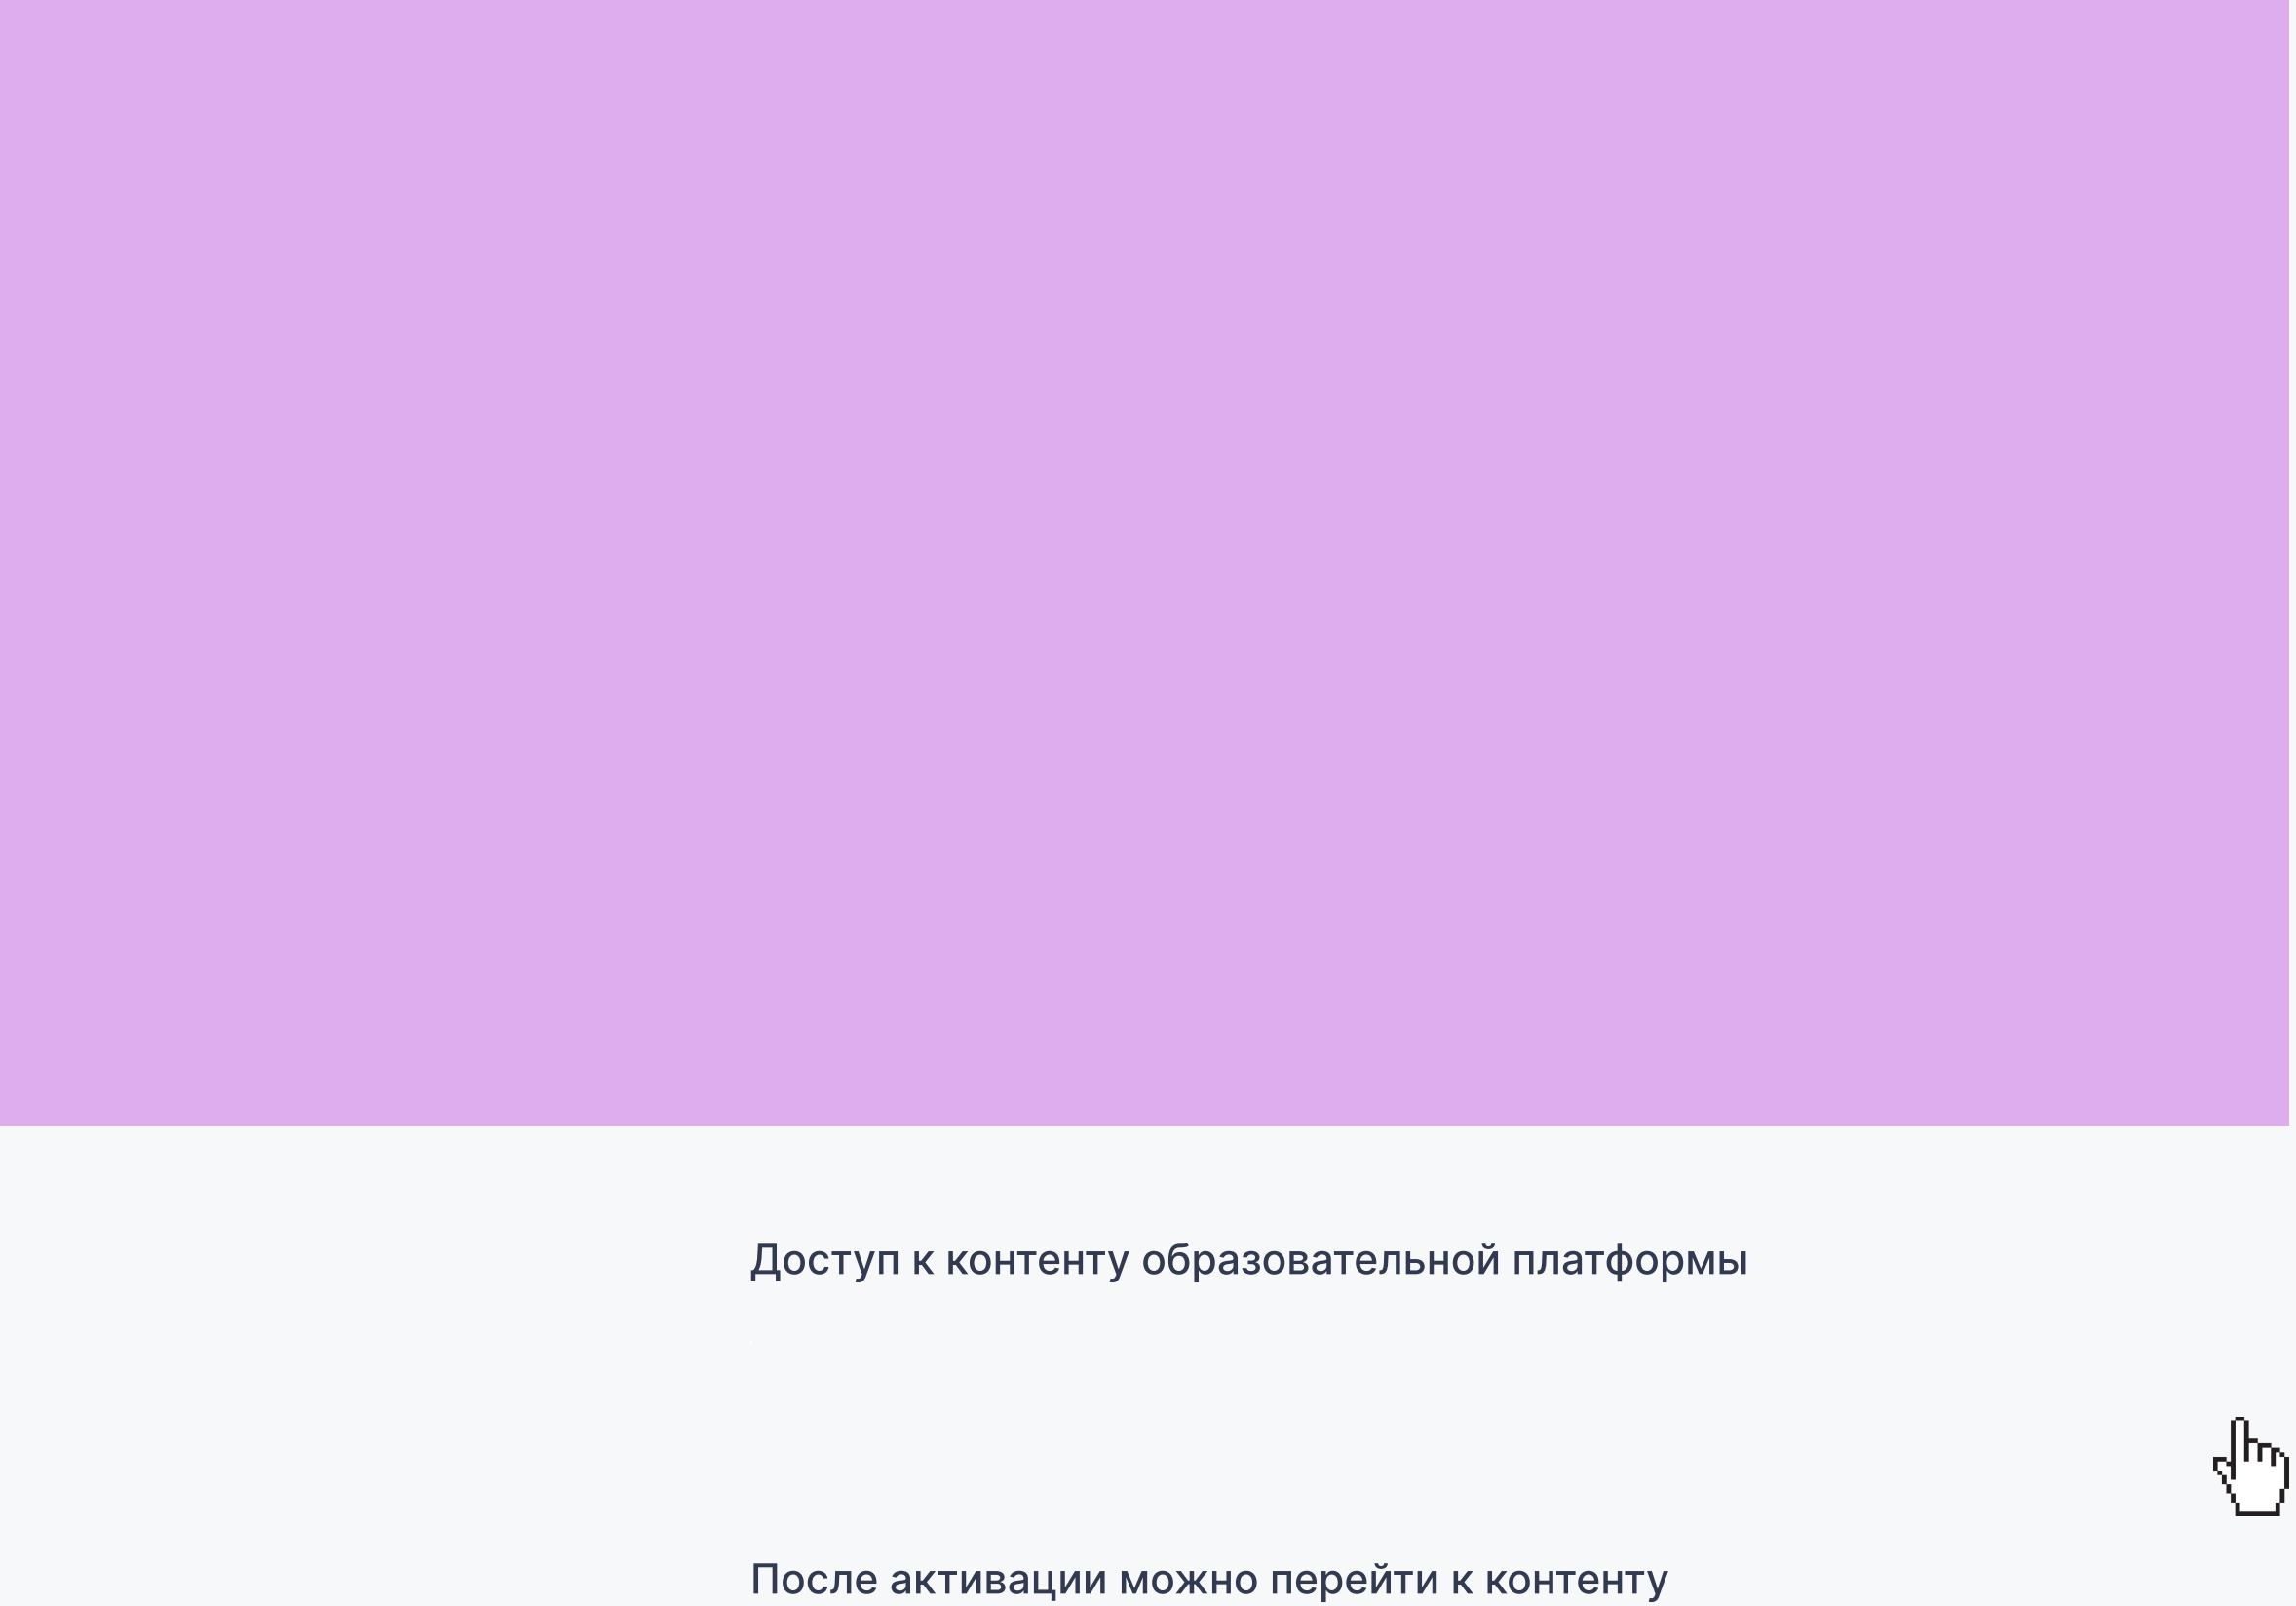 Доступ к контенту образовательной платформы
После активации можно перейти к контенту